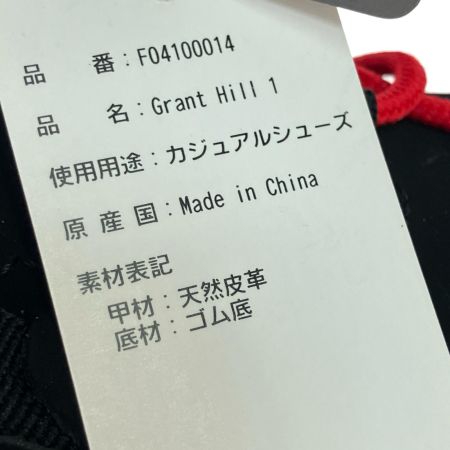 品　　番：F04100014
品　　名：Grant Hill 1
使用用途：カジュアルシューズ
原 産 国：Made in China
素材表記
甲材：天然皮革
底材：ゴム底